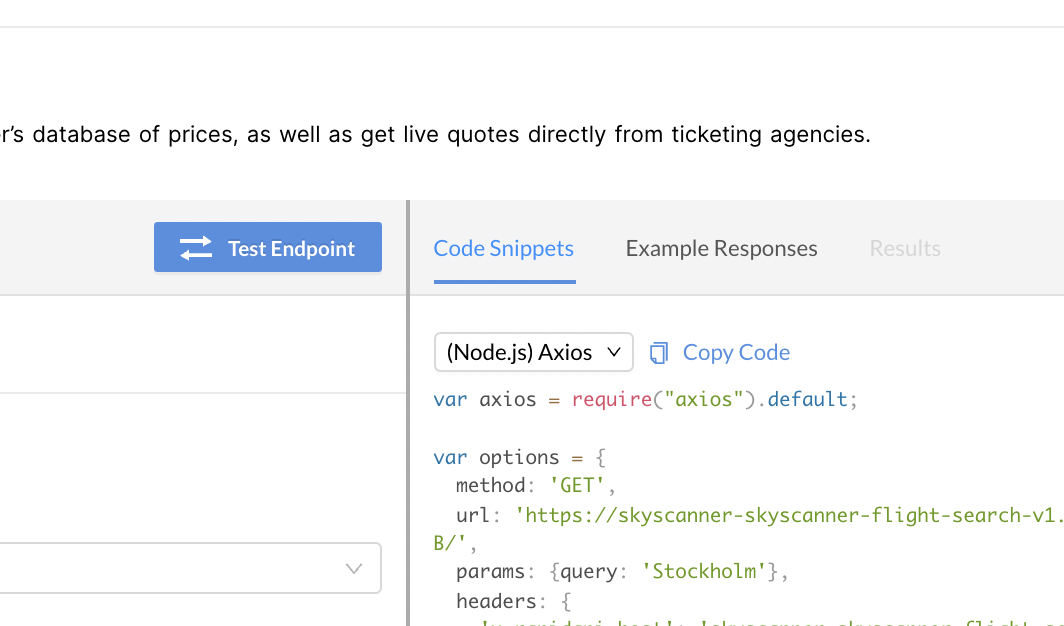 r’s database of prices, as well as get live quotes directly from ticketing agencies.
Test Endpoint
Code Snippets Example Responses Results
(Node.js) Axios Copy Code
var axios = require("axios").default;
var options = {
method: 'GET',
url: 'https://skyscanner-skyscanner-flight-search-v1.
B/',
params: {query: 'Stockholm'},
headers: {